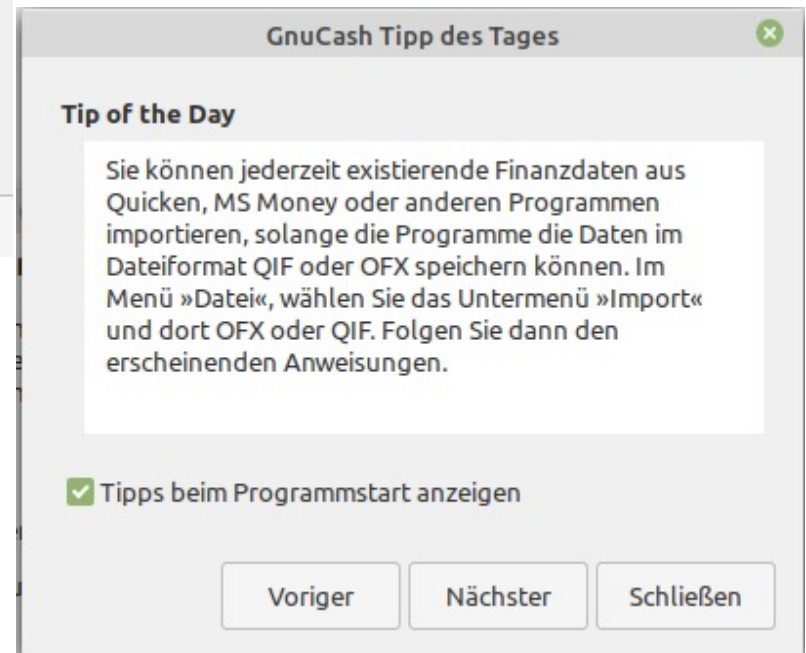 GnuCash Tipp des Tages
Tip of the Day
Sie können jederzeit existierende Finanzdaten aus
Quicken, MS Money oder anderen Programmen
importieren, solange die Programme die Daten im
Dateiformat QIF oder OFX speichern können. Im
Menü »Datei«, wählen Sie das Untermenü »Import«
und dort OFX oder QIF. Folgen Sie dann den
erscheinenden Anweisungen.
Tipps beim Programmstart anzeigen
Voriger
Nächster
Schließen